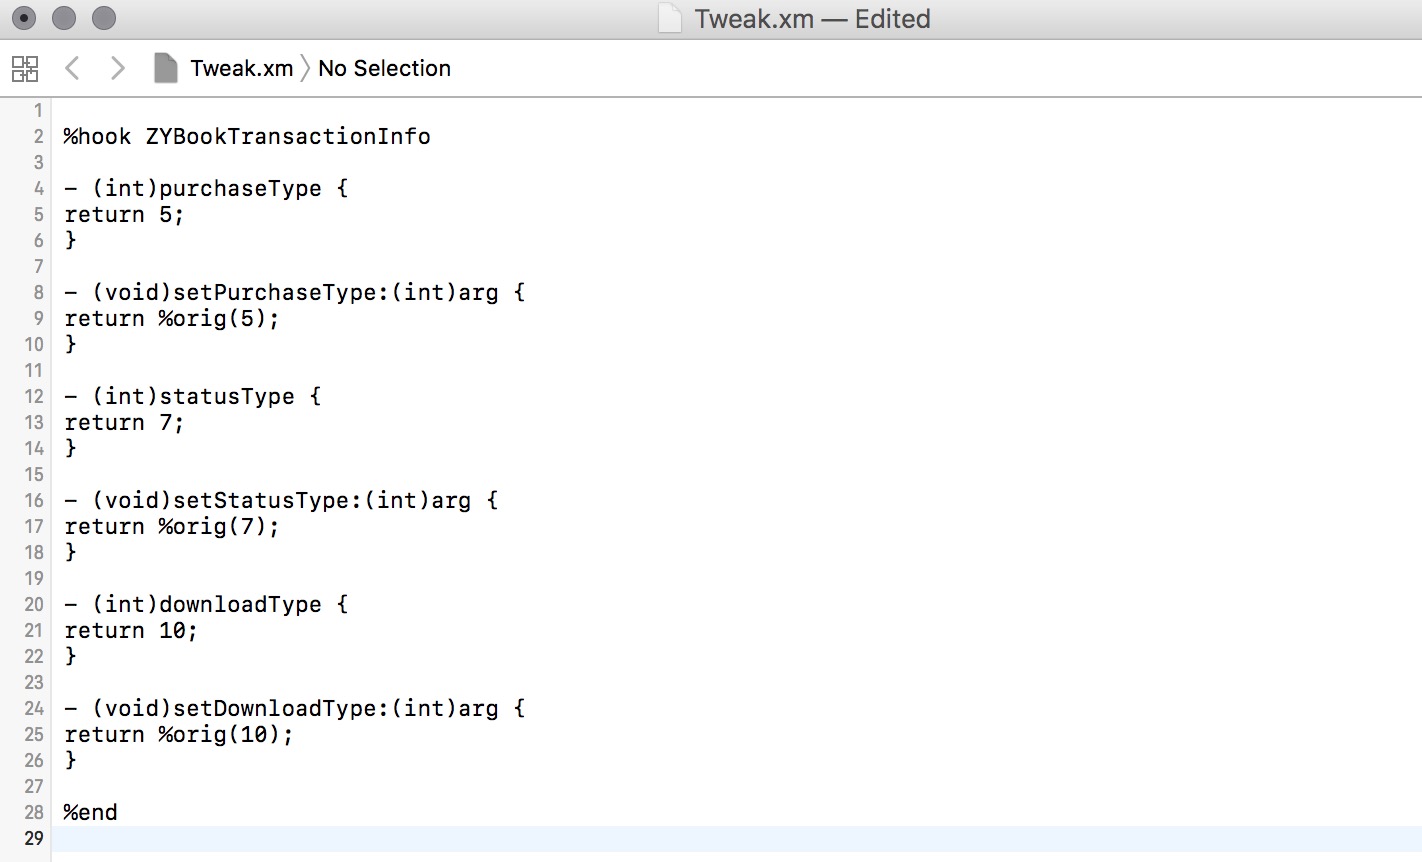 Tweak.xm — Edited
Tweak.xm 〉 No Selection
1
2 %hook ZYBookTransactionInfo
3
4 - (int)purchaseType {
5 return 5;
6 }
7
8 - (void)setPurchaseType:(int)arg {
9 return %orig(5);
10 }
11
12 - (int)statusType {
13 return 7;
14 }
15
16 - (void)setStatusType:(int)arg {
17 return %orig(7);
18 }
19
20 - (int)downloadType {
21 return 10;
22 }
23
24 - (void)setDownloadType:(int)arg {
25 return %orig(10);
26 }
27
28 %end
29